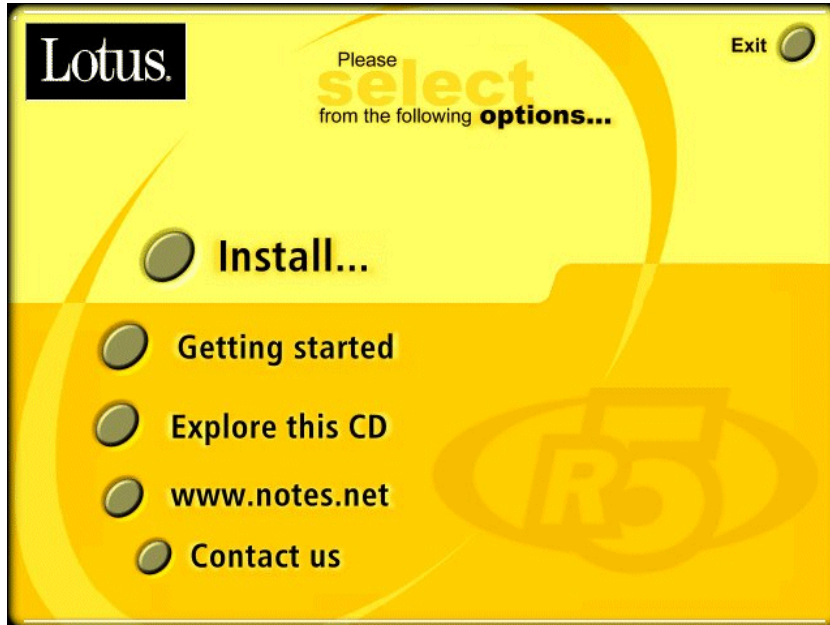 Lotus.
Please
select
from the following options...
Exit
Install...
Getting started
Explore this CD
www.notes.net
Contact us
R5